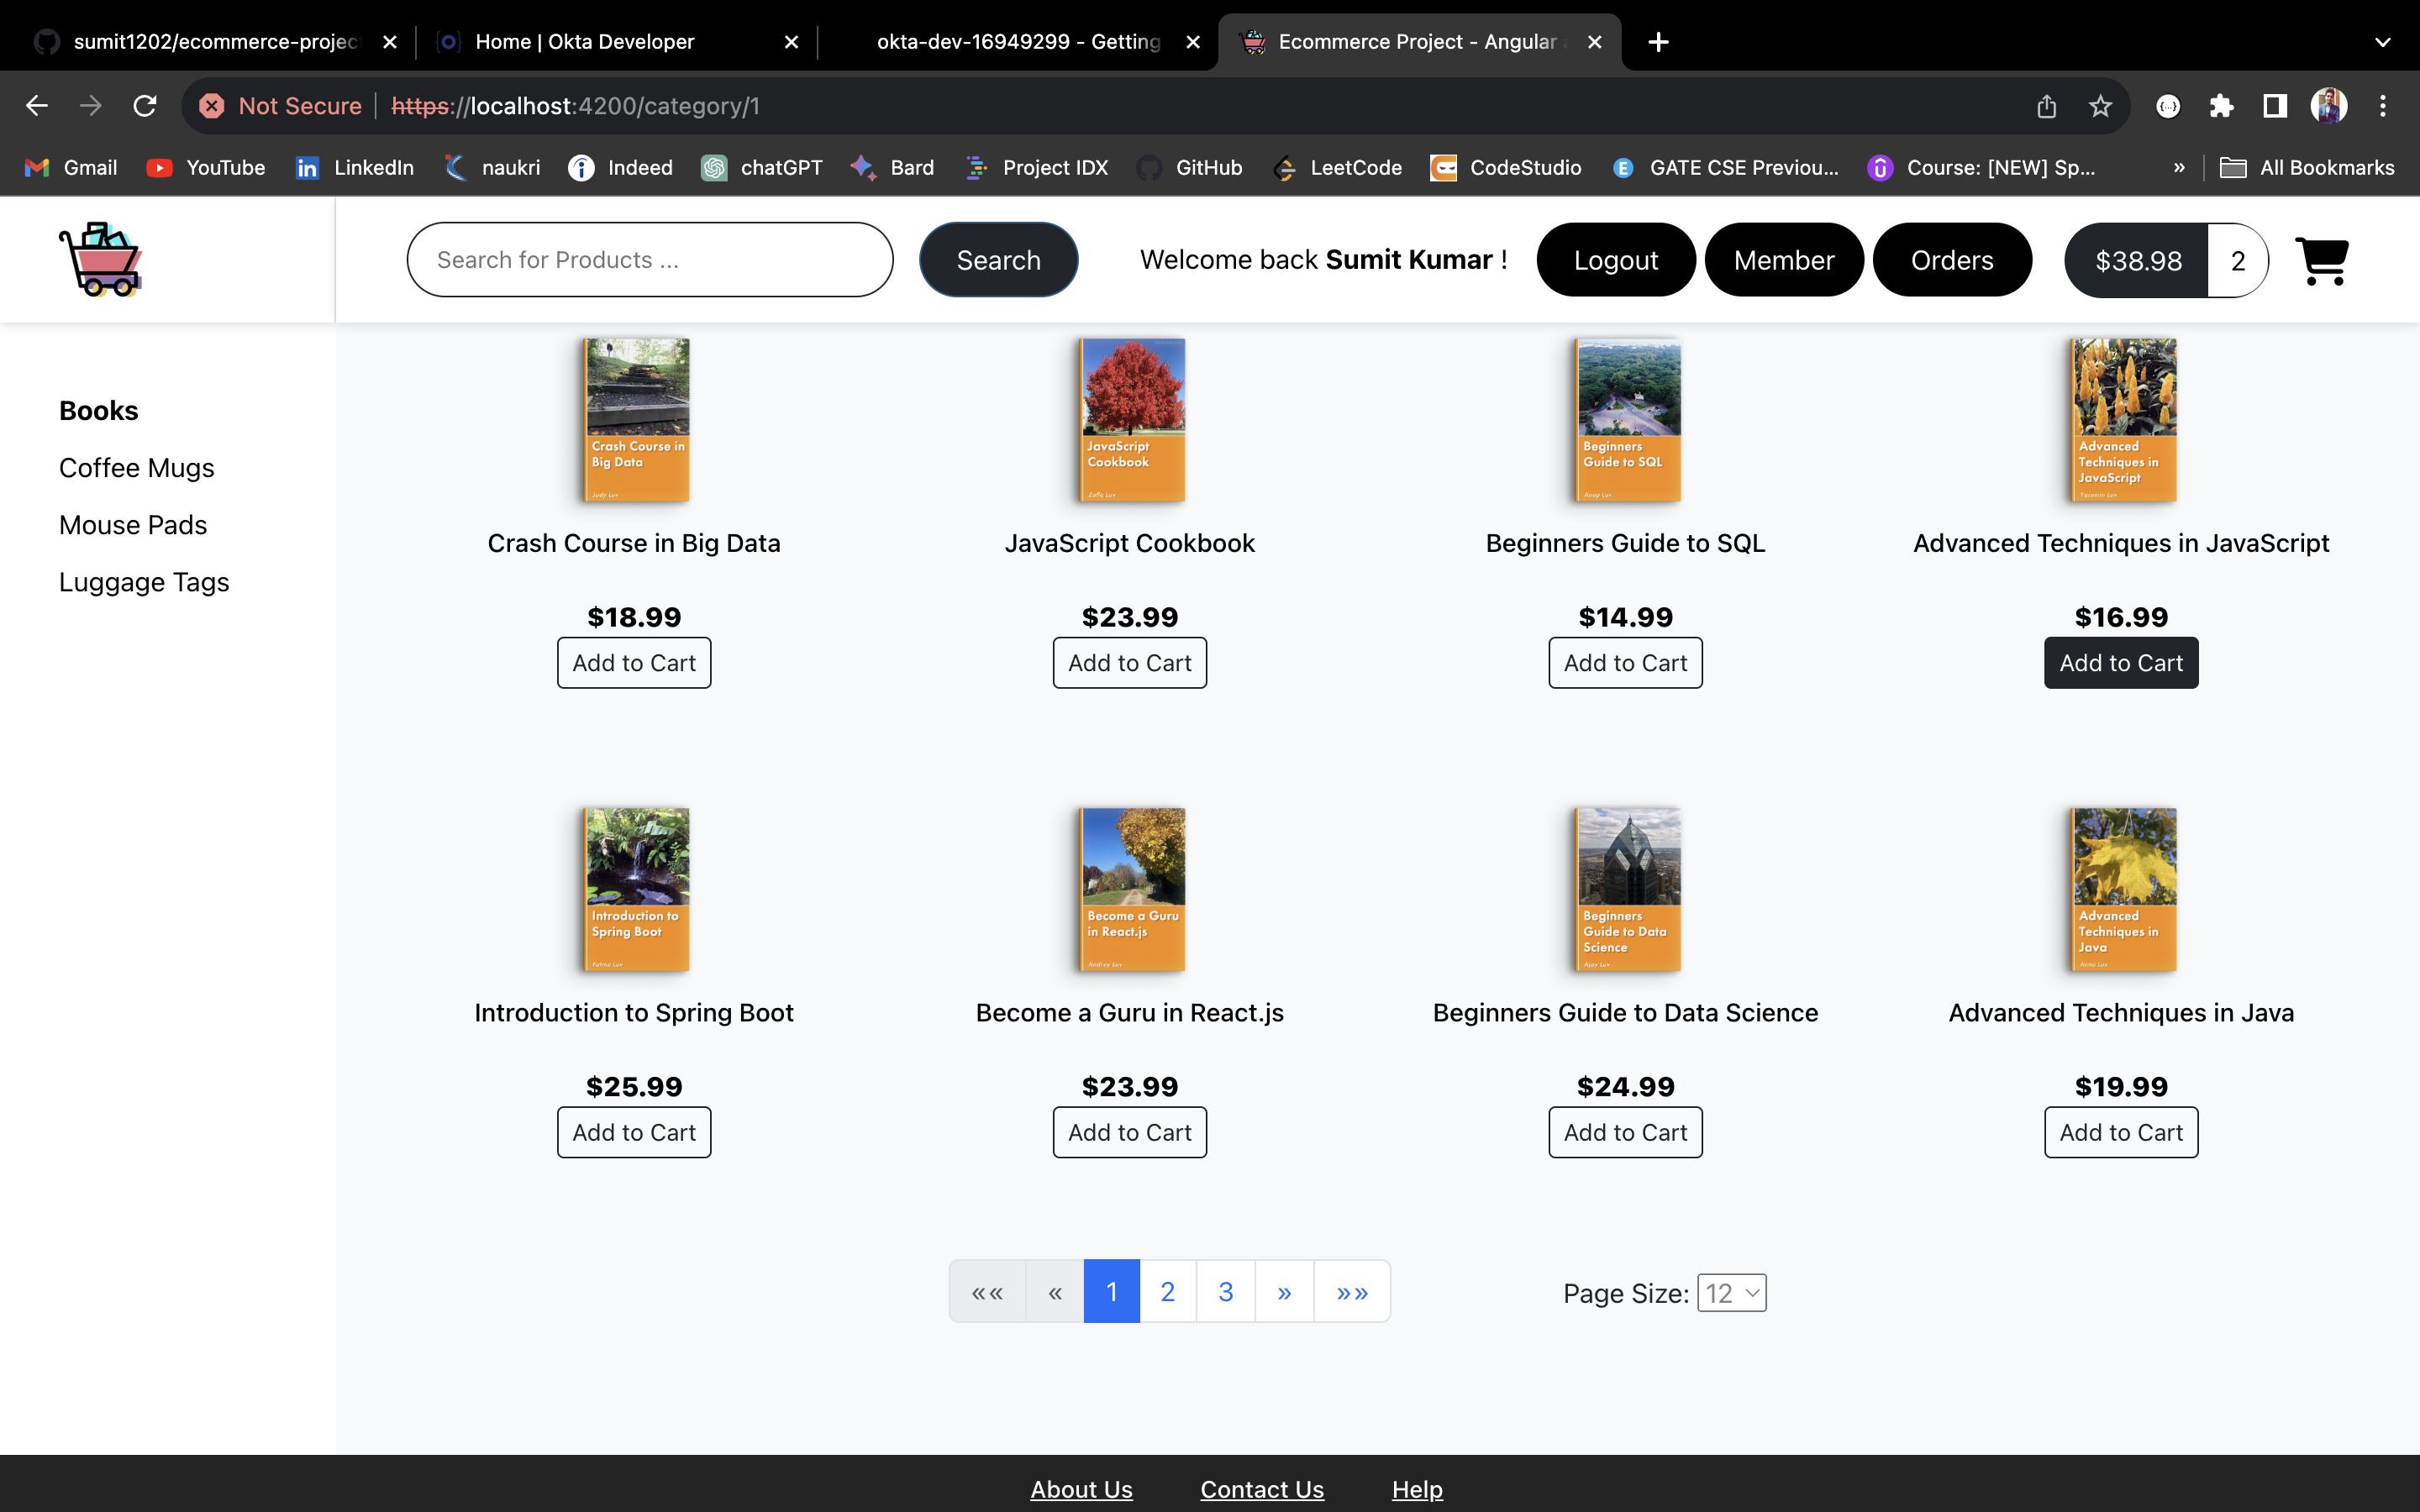 sumit1202/ecommerce-projec
Home | Okta Developer
okta-dev-16949299 - Getting
Ecommerce Project - Angular
Not Secure https://localhost:4200/category/1
Gmail YouTube LinkedIn naukri Indeed chatGPT Bard Project IDX GitHub LeetCode CodeStudio GATE CSE Previou... Course: [NEW] Sp... » All Bookmarks
Search for Products ... Search Welcome back Sumit Kumar ! Logout Member Orders $38.98 2
Books
Coffee Mugs
Mouse Pads
Luggage Tags
Crash Course in
Big Data
Judy Luv
JavaScript
Cookbook
Zofia Luv
Beginners
Guide to SQL
Anap Luv
Advanced
Techniques in
JavaScript
Yasomin Luv
Crash Course in Big Data JavaScript Cookbook Beginners Guide to SQL Advanced Techniques in JavaScript
$18.99 $23.99 $14.99 $16.99
Add to Cart Add to Cart Add to Cart Add to Cart
Introduction to
Spring Boot
Fatma Luv
Become a Guru
in React.js
Andrey Luv
Beginners
Guide to Data
Science
Ajay Luv
Advanced
Techniques in
Java
Anna Luv
Introduction to Spring Boot Become a Guru in React.js Beginners Guide to Data Science Advanced Techniques in Java
$25.99 $23.99 $24.99 $19.99
Add to Cart Add to Cart Add to Cart Add to Cart
«« « 1 2 3 » »» Page Size: 12
About Us Contact Us Help